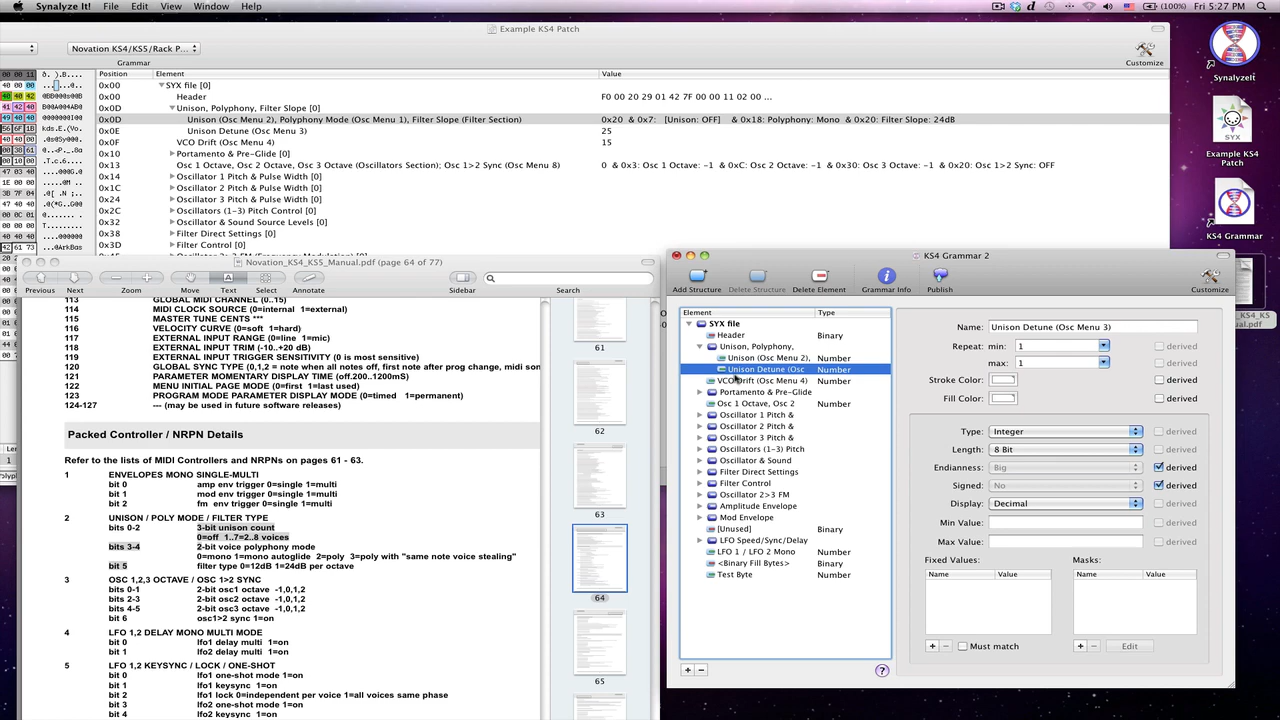 Synalyze It! File Edit View Window Help (100%) Fri 5:27 PM
Example KS4 Patch
Novation KS4/KS5/Rack P...
Grammar
Customize
Position Element Value
0x00 SYX file [0]
0x00 Header F0 00 20 29 01 42 7F 00 00 11 02 00 ...
0x0D Unison, Polyphony, Filter Slope [0]
0x0D Unison (Osc Menu 2), Polyphony Mode (Osc Menu 1), Filter Slope (Filter Section) 0x20 & 0x7: [Unison: OFF] & 0x18: Polyphony: Mono & 0x20: Filter Slope: 24dB
0x0E Unison Detune (Osc Menu 3) 25
0x0F VCO Drift (Osc Menu 4) 15
0x10 Portamento & Pre-Glide [0]
0x13 Osc 1 Octave, Osc 2 Octave, Osc 3 Octave (Oscillators Section); Osc 1>2 Sync (Osc Menu 8) 0 & 0x3: Osc 1 Octave: -1 & 0xC: Osc 2 Octave: -1 & 0x30: Osc 3 Octave: -1 & 0x20: Osc 1>2 Sync: OFF
0x14 Oscillator 1 Pitch & Pulse Width [0]
0x1C Oscillator 2 Pitch & Pulse Width [0]
0x24 Oscillator 3 Pitch & Pulse Width [0]
0x2C Oscillators (1-3) Pitch Control [0]
0x32 Oscillator & Sound Source Levels [0]
0x38 Filter Direct Settings [0]
0x3D Filter Control [0]
SynalyzeIt
SYX
Example KS4
Patch
KS4 Grammar
Novation_KS4_KS5_Manual.pdf (page 64 of 77)
Previous Next Zoom Move Text Select Annotate Sidebar Search
113 GLOBAL MIDI CHANNEL (0..15)
114 MIDI CLOCK SOURCE (0=internal 1=external)
115 MASTER TUNE CENTS ***
116 VELOCITY CURVE (0=soft 1=hard)
117 EXTERNAL INPUT RANGE (0=line 1=mic)
118 EXTERNAL INPUT TRIM (-10..+20 dB)
119 EXTERNAL INPUT TRIGGER SENSITIVITY (0 is most sensitive)
120 GLOBAL SYNC TYPE (0,1,2 = note when all notes off, first note after prog change, midi son
121 PARAMETER MOMENTARY DISPLAY TIME (off,200..1200mS)
122 MENU INITIAL PAGE MODE (0=first 1=last used)
123 PROGRAM MODE PARAMETER DISPLAY MODE (0=timed 1=permanent)
124-127 --- (may be used in future software releases)
Packed Controller / NRPN Details
Refer to the lists of MIDI Controllers and NRPNs on pages 61 - 63.
1 ENVELOPES MONO SINGLE-MULTI
bit 0 amp env trigger 0=single 1=multi
bit 1 mod env trigger 0=single 1=multi
bit 2 fm env trigger 0=single 1=multi
2 UNISON / POLY MODE / FILTER TYPE
bits 0-2 3-bit unison count
0=off 1..7=2..8 voices
bits 3-4 2-bit voice polyphony mode
0=mono 1=mono autoglide 2=poly 3=poly with "same note voice stealing"
bit 5 filter type 0=12dB 1=24dB per octave
3 OSC 1,2,3 OCTAVE / OSC 1>2 SYNC
bits 0-1 2-bit osc1 octave -1,0,1,2
bits 2-3 2-bit osc2 octave -1,0,1,2
bits 4-5 2-bit osc3 octave -1,0,1,2
bit 6 osc1>2 sync 1=on
4 LFO 1,2 DELAY MONO MULTI MODE
bit 0 lfo1 delay multi 1=on
bit 1 lfo2 delay multi 1=on
5 LFO 1,2 KEYSYNC / LOCK / ONE-SHOT
bit 0 lfo1 one-shot mode 1=on
bit 1 lfo1 keysync 1=on
bit 2 lfo1 lock 0=independent per voice 1=all voices same phase
bit 3 lfo2 one-shot mode 1=on
bit 4 lfo2 keysync 1=on
61
62
63
64
65
KS4 Grammar 2
Add Structure Delete Structure Delete Element Grammar Info Publish Customize
Element Type
SYX file
Header Binary
Unison, Polyphony,
Unison (Osc Menu 2), Number
Unison Detune (Osc Number
VCO Drift (Osc Menu 4) Number
Portamento & Pre-Glide
Osc 1 Octave, Osc 2 Number
Oscillator 1 Pitch &
Oscillator 2 Pitch &
Oscillator 3 Pitch &
Oscillators (1-3) Pitch
Oscillator & Sound
Filter Direct Settings
Filter Control
Oscillator 2>3 FM
Amplitude Envelope
Mod Envelope
[Unused] Binary
LFO Speed/Sync/Delay
LFO 1 / LFO 2 Mono Number
<Binary Fill Bytes> Binary
Test Byte Number
Name: Unison Detune (Osc Menu 3)
Repeat: min: 1 derived
max: 1 derived
Stroke Color: derived
Fill Color: derived
Type: Integer derived
Length: 8 Bit derived
Endianness: Big derived
Signed: No derived
Display: Decimal derived
Min Value: derived
Max Value: derived
Fixed Values: Masks:
Name Value Name Value
+ - Must match + - Edit